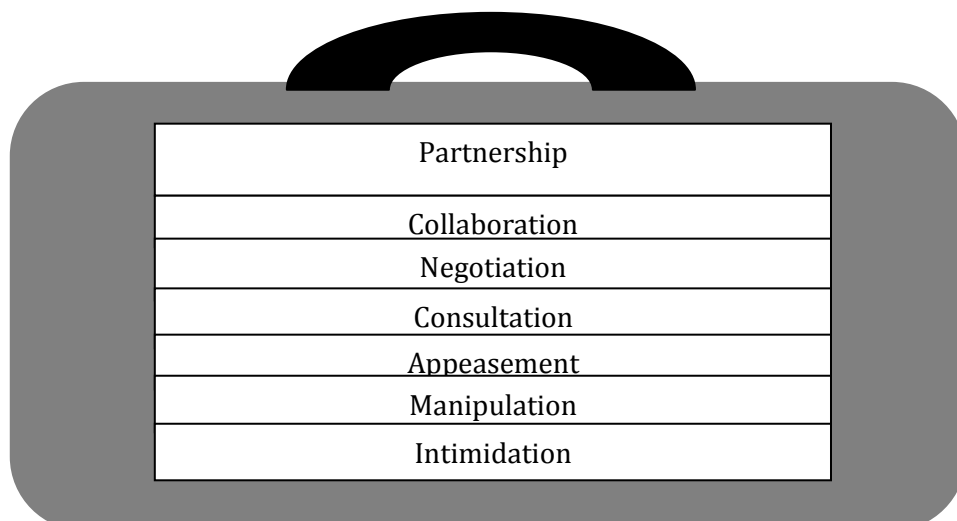 Partnership
Collaboration
Negotiation
Consultation
Appeasement
Manipulation
Intimidation